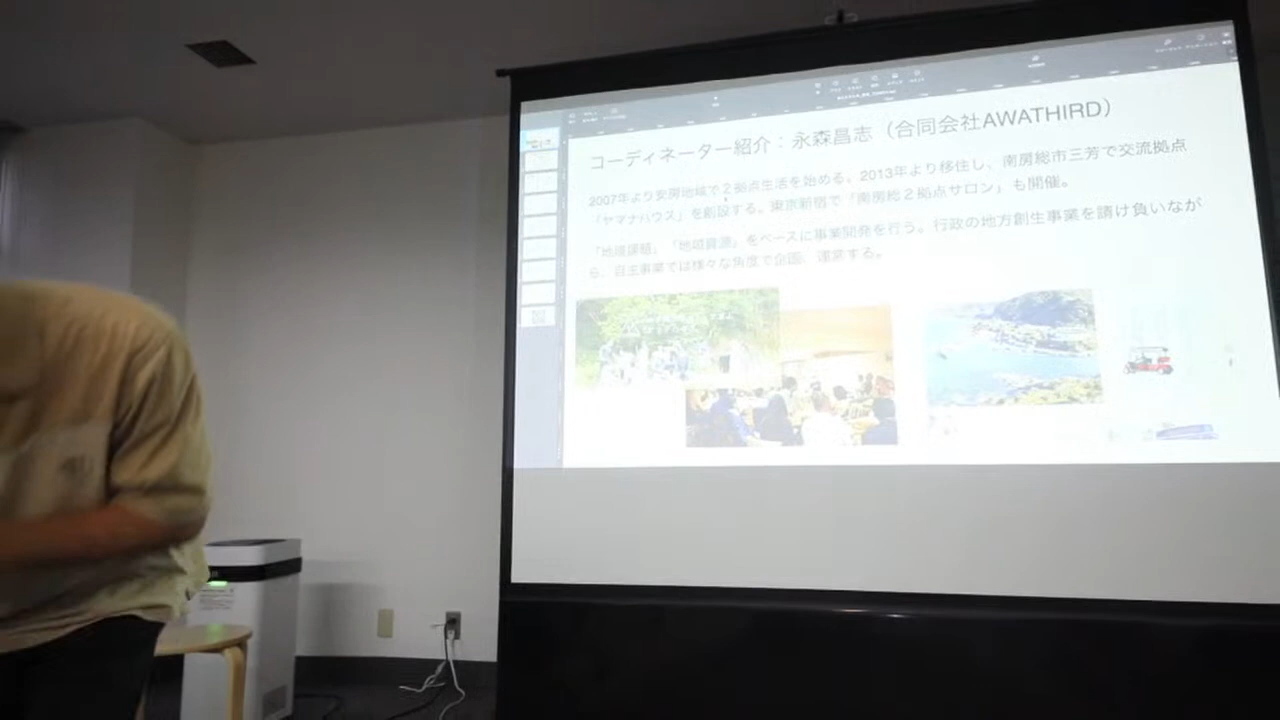 コーディネーター紹介：永森昌志（合同会社AWATHIRD）
2007年より安房地域で２拠点生活を始める。2013年より移住し、南房総市三芳で交流拠点
「ヤマナハウス」を創設する。東京新宿で「南房総２拠点サロン」も開催。
「地域課題」「地域資源」をベースに事業開発を行う。行政の地方創生事業を請け負いなが
ら、自主事業では様々な角度で企画、運営する。